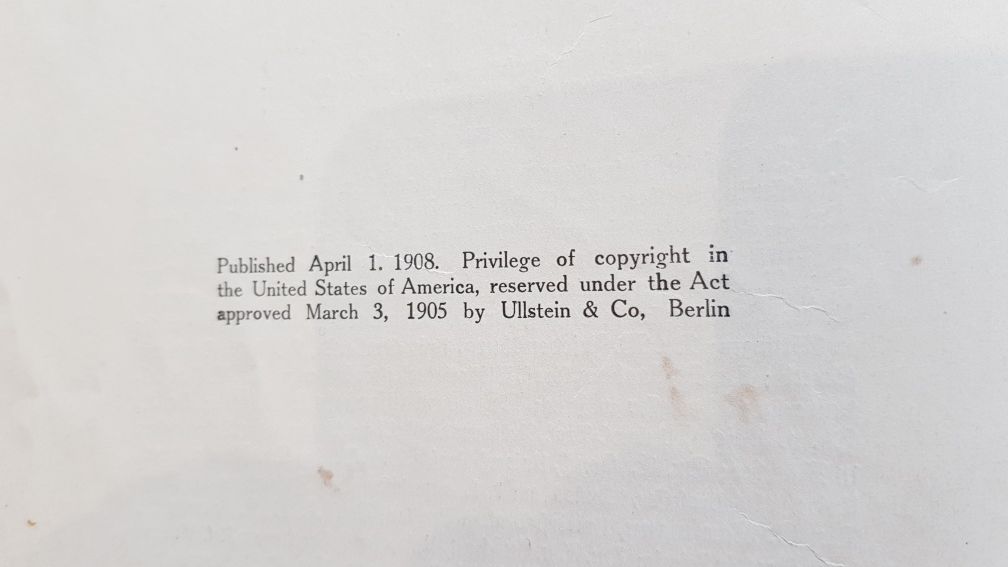 Published April 1. 1908. Privilege of copyright in
the United States of America, reserved under the Act
approved March 3, 1905 by Ullstein & Co, Berlin